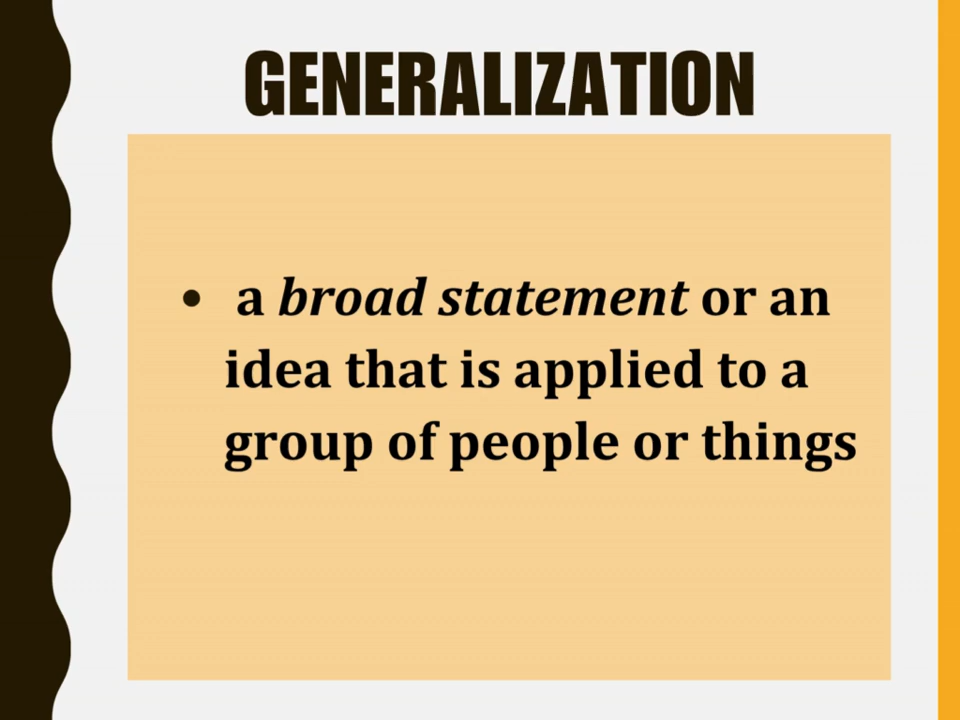 GENERALIZATION
• a broad statement or an
idea that is applied to a
group of people or things